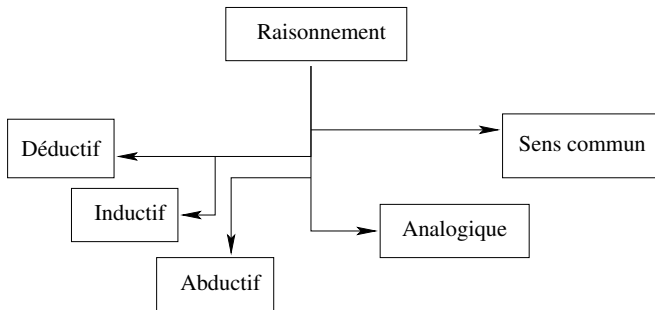 Raisonnement
Déductif
Sens commun
Inductif
Analogique
Abductif